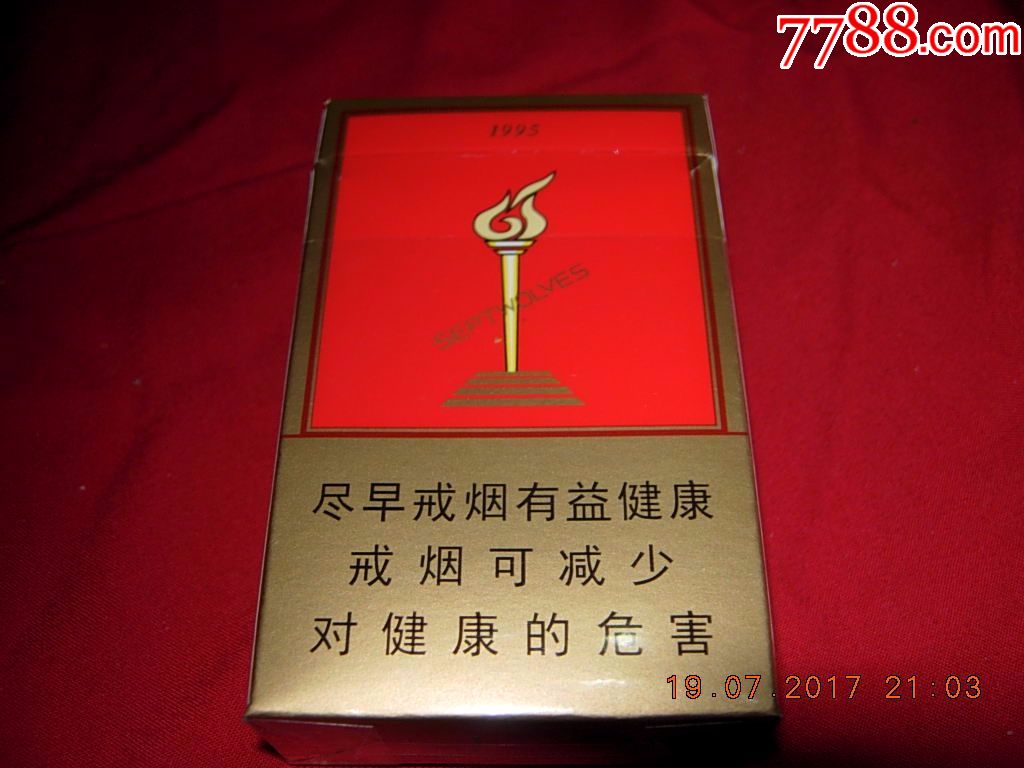 7788.com
1995
SEPTWOLVES
尽早戒烟有益健康
戒烟可减少
对健康的危害
19.07.2017 21:03